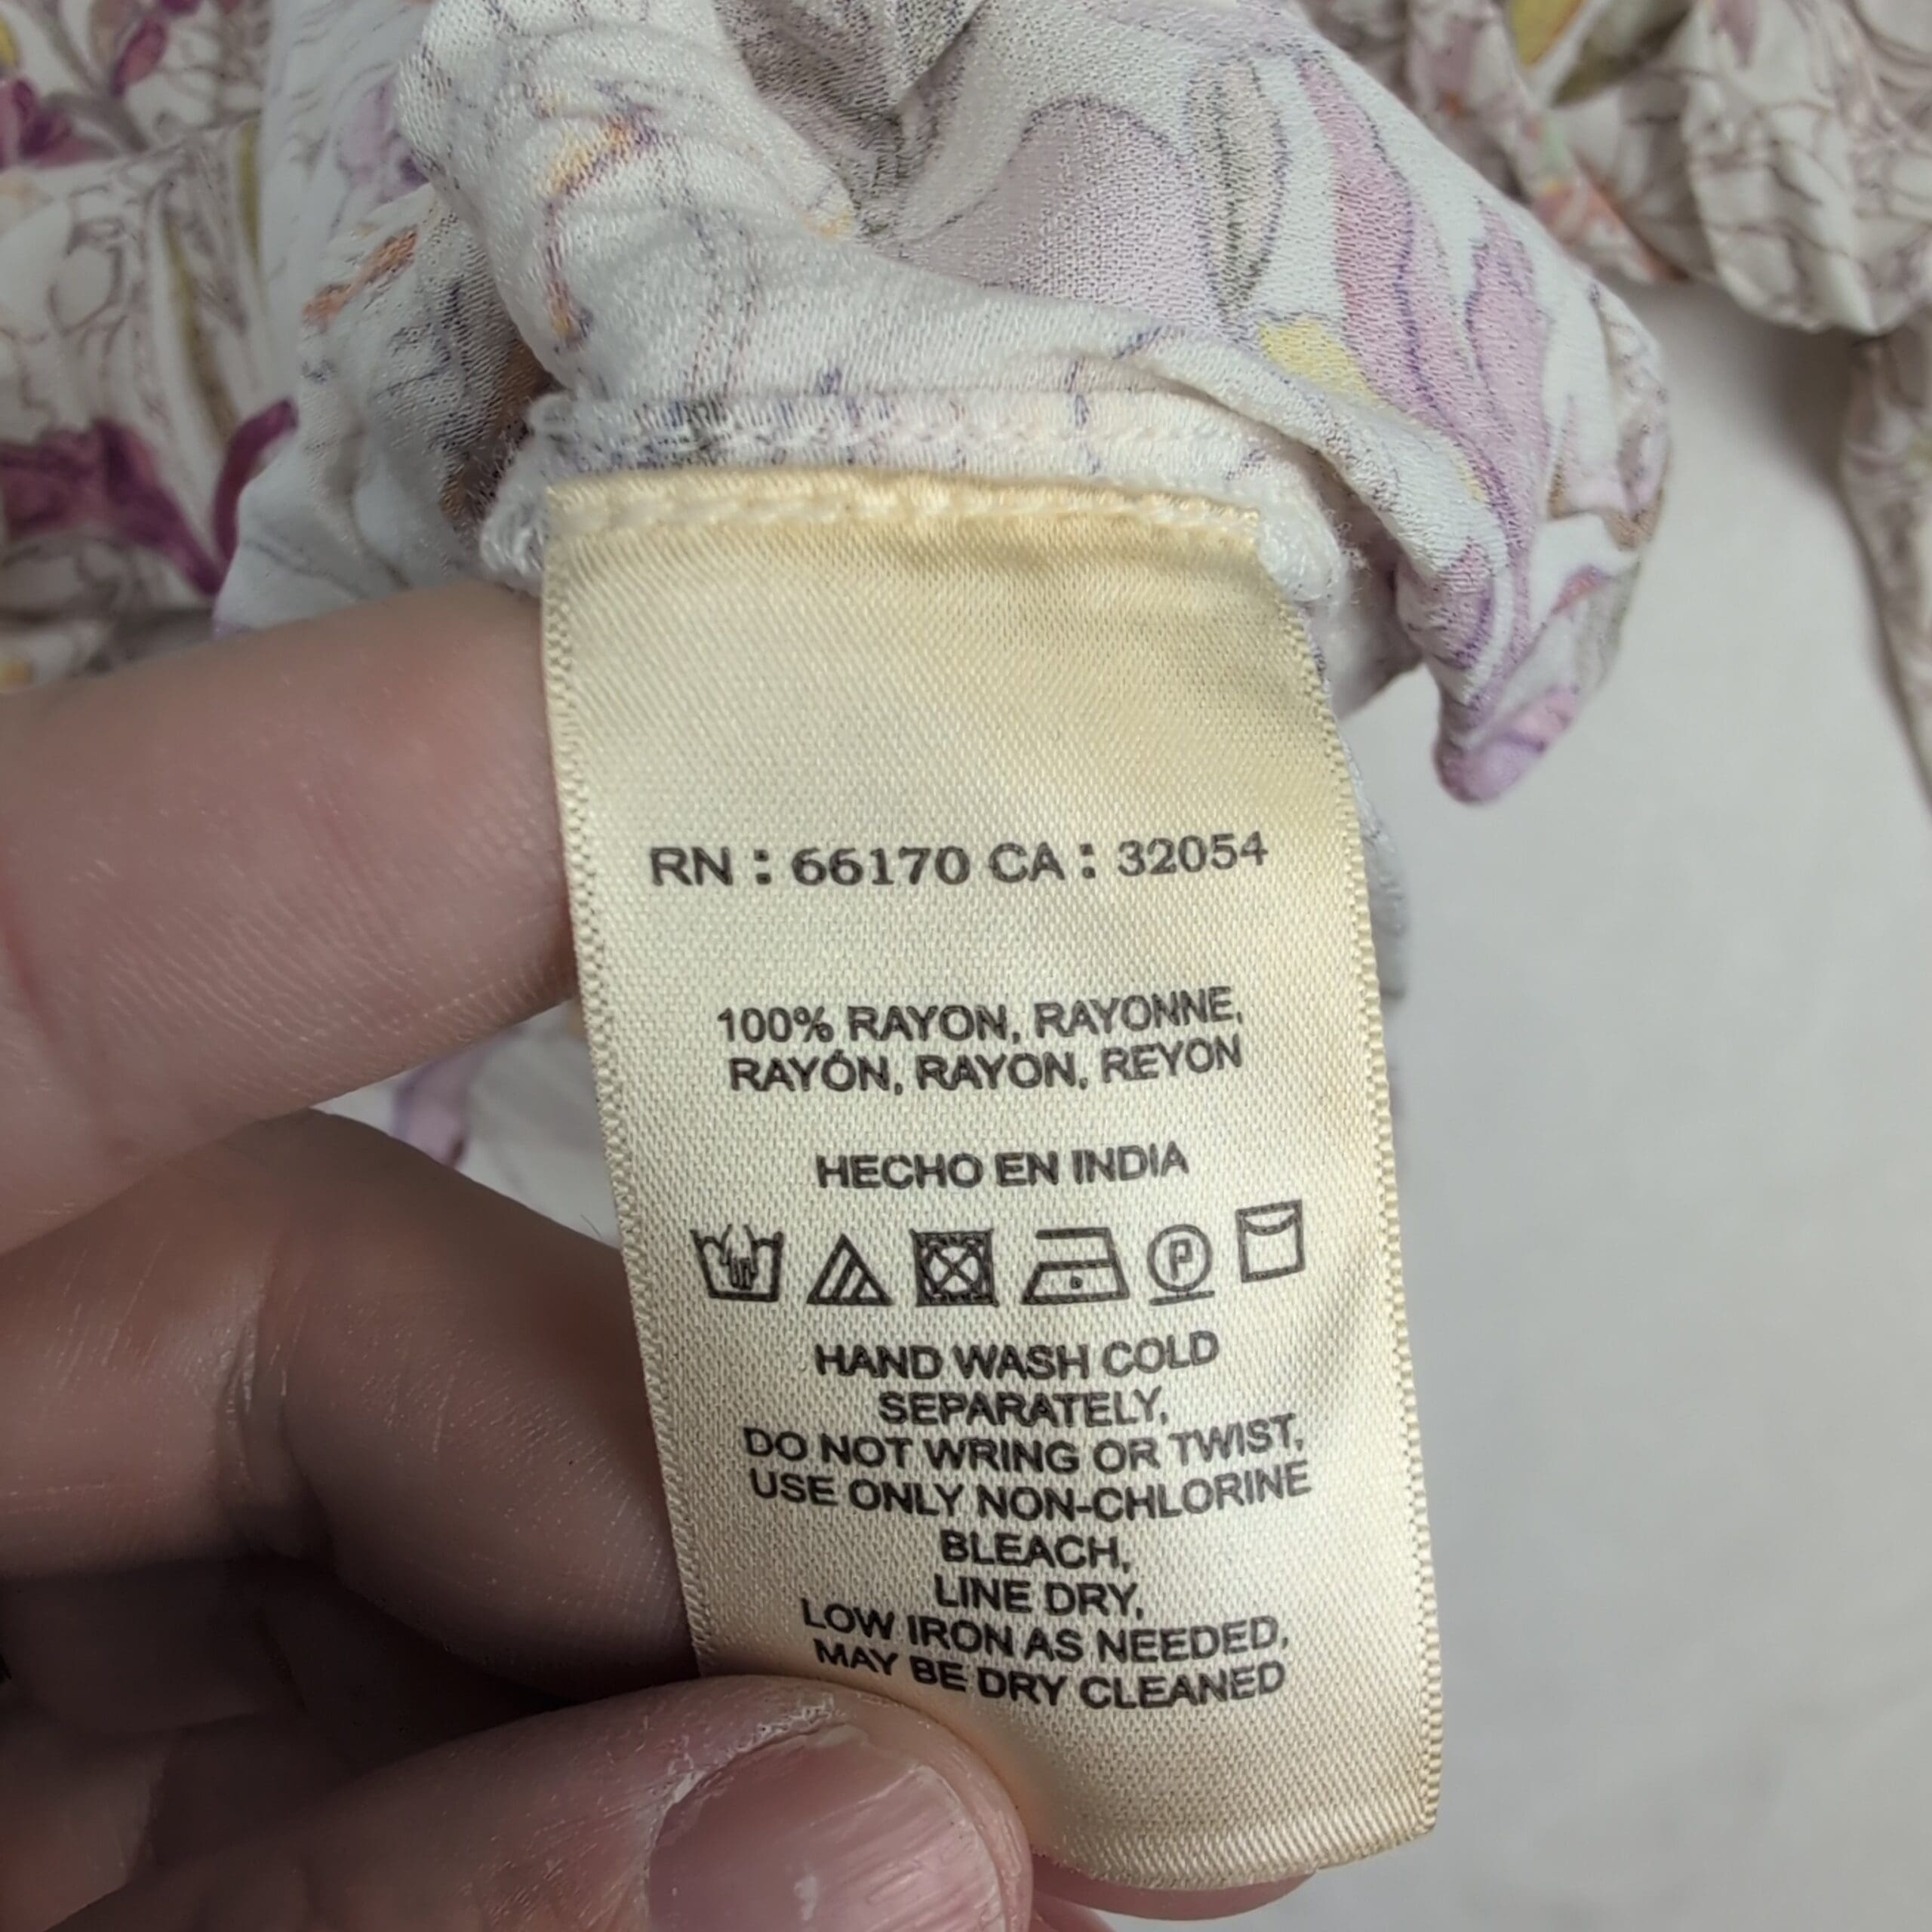 RN : 66170 CA : 32054
100% RAYON, RAYONNE,
RAYÓN, RAYON, REYON
HECHO EN INDIA
P
HAND WASH COLD
SEPARATELY,
DO NOT WRING OR TWIST,
USE ONLY NON-CHLORINE
BLEACH,
LINE DRY,
LOW IRON AS NEEDED,
MAY BE DRY CLEANED